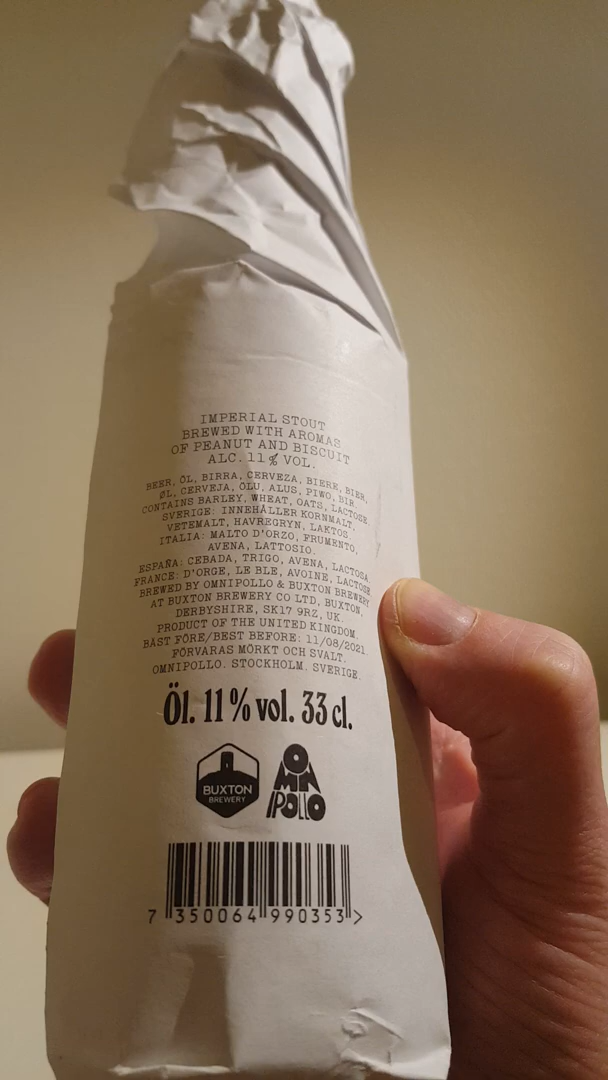 IMPERIAL STOUT
BREWED WITH AROMAS
OF PEANUT AND BISCUIT
ALC. 11% VOL.
BEER, ÖL, BIRRA, CERVEZA, BIERE, BIER,
ØL, CERVEJA, ÕLU, ALUS, PIWO, BIR.
CONTAINS BARLEY, WHEAT, OATS, LACTOSE
SVERIGE: INNEHÅLLER KORNMALT,
VETEMALT, HAVREGRYN, LAKTOS
ITALIA: MALTO D'ORZO, FRUMENTO,
AVENA, LATTOSIO.
ESPAÑA: CEBADA, TRIGO, AVENA, LACTOSA
FRANCE: D'ORGE, LE BLE, AVOINE, LACTOSE
BREWED BY OMNIPOLLO & BUXTON BREWERY
AT BUXTON BREWERY CO LTD, BUXTON,
DERBYSHIRE, SK17 9RZ, UK.
PRODUCT OF THE UNITED KINGDOM.
BÄST FÖRE/BEST BEFORE: 11/08/2021.
FÖRVARAS MÖRKT OCH SVALT.
OMNIPOLLO. STOCKHOLM. SVERIGE.
Öl. 11% vol. 33 cl.
BUXTON
BREWERY
OMNIPOLLO
7 350064 990353 >